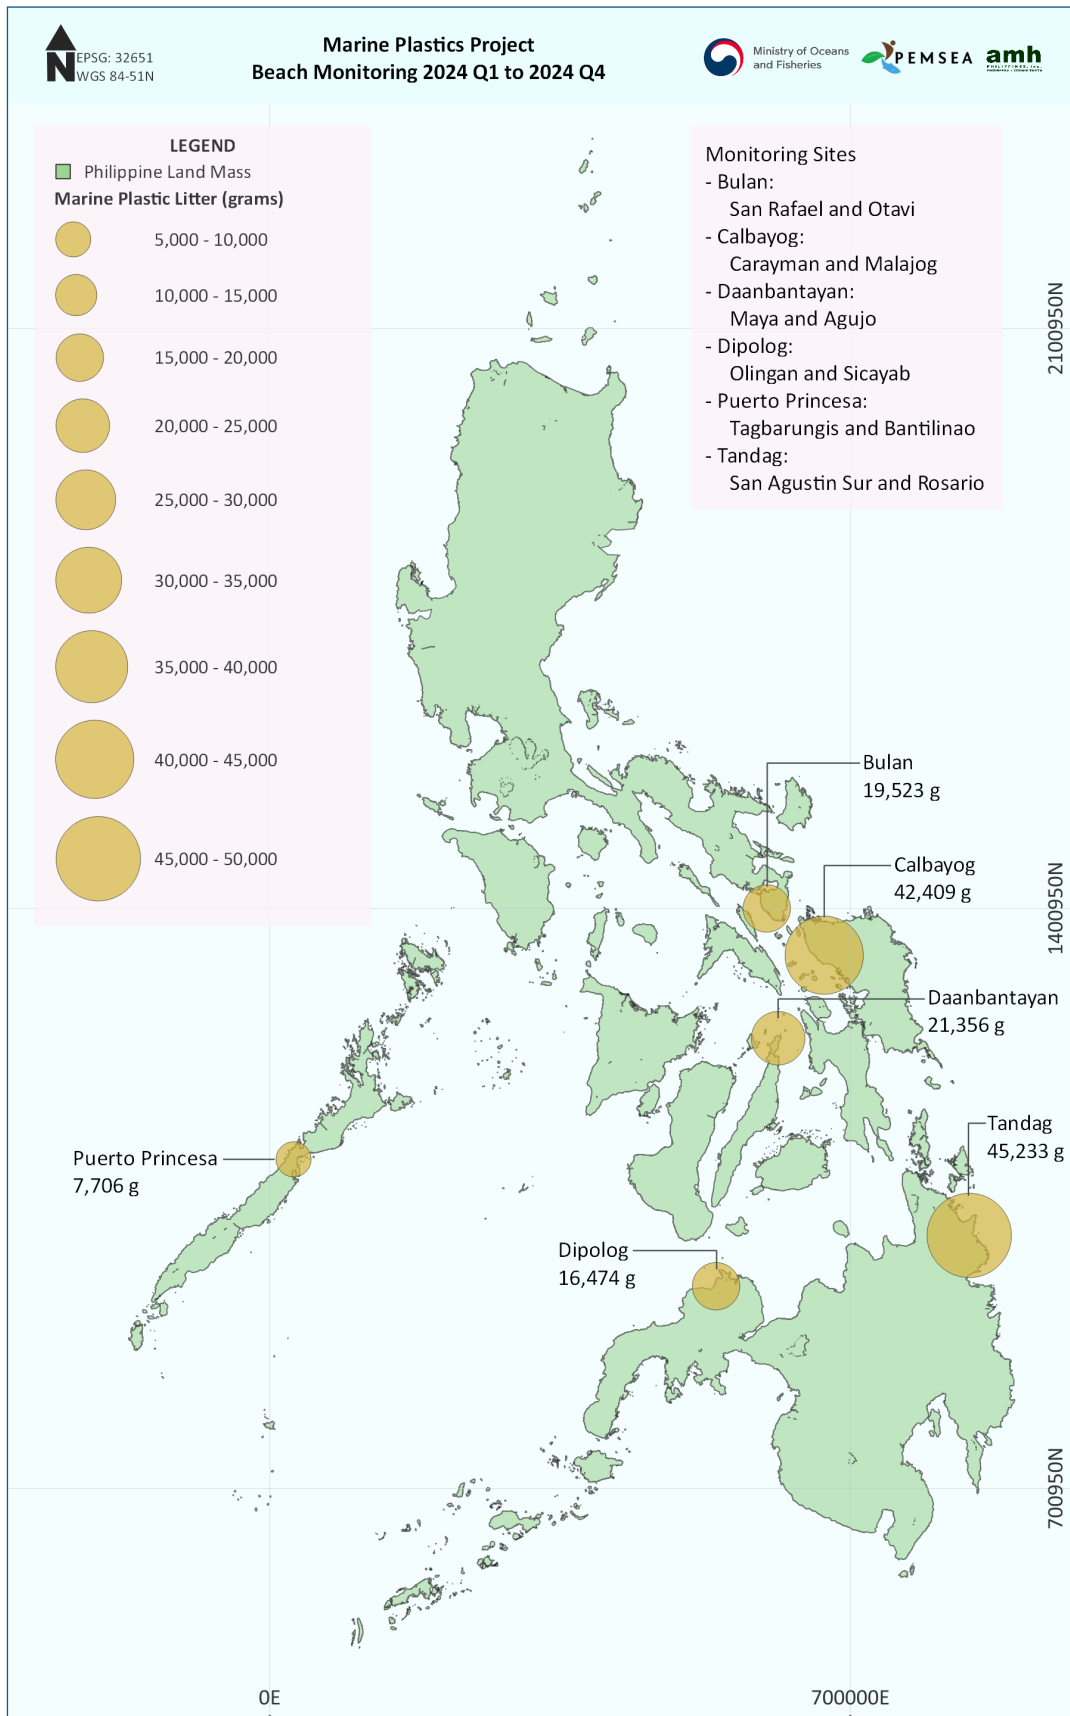 N
EPSG: 32651
WGS 84-51N
Marine Plastics Project
Beach Monitoring 2024 Q1 to 2024 Q4
Ministry of Oceans
and Fisheries
PEMSEA
amh
PHILIPPINES, INC.
LEGEND
Philippine Land Mass
Marine Plastic Litter (grams)
5,000 - 10,000
10,000 - 15,000
15,000 - 20,000
20,000 - 25,000
25,000 - 30,000
30,000 - 35,000
35,000 - 40,000
40,000 - 45,000
45,000 - 50,000
Monitoring Sites
- Bulan:
San Rafael and Otavi
- Calbayog:
Carayman and Malajog
- Daanbantayan:
Maya and Agujo
- Dipolog:
Olingan and Sicayab
- Puerto Princesa:
Tagbarungis and Bantilinao
- Tandag:
San Agustin Sur and Rosario
2100950N
Bulan
19,523 g
Calbayog
42,409 g
1400950N
Daanbantayan
21,356 g
Tandag
45,233 g
Puerto Princesa
7,706 g
Dipolog
16,474 g
700950N
0E
700000E